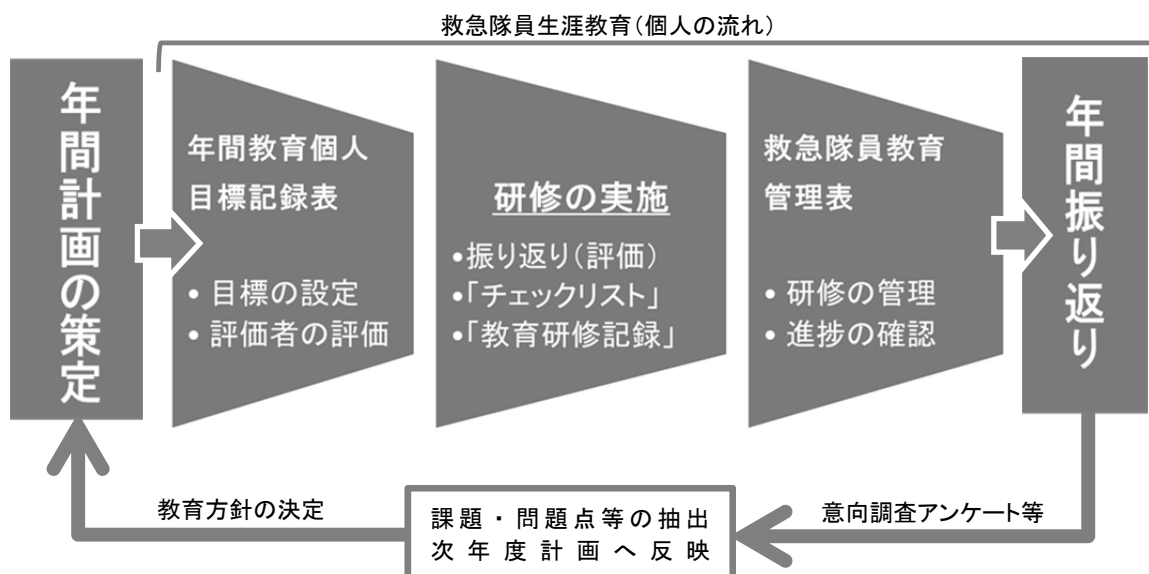 救急隊員生涯教育(個人の流れ)
年間計画の策定
年間教育個人
目標記録表
• 目標の設定
• 評価者の評価
研修の実施
•振り返り(評価)
•「チェックリスト」
•「教育研修記録」
救急隊員教育
管理表
• 研修の管理
• 進捗の確認
年間振り返り
教育方針の決定
課題・問題点等の抽出
次年度計画へ反映
意向調査アンケート等